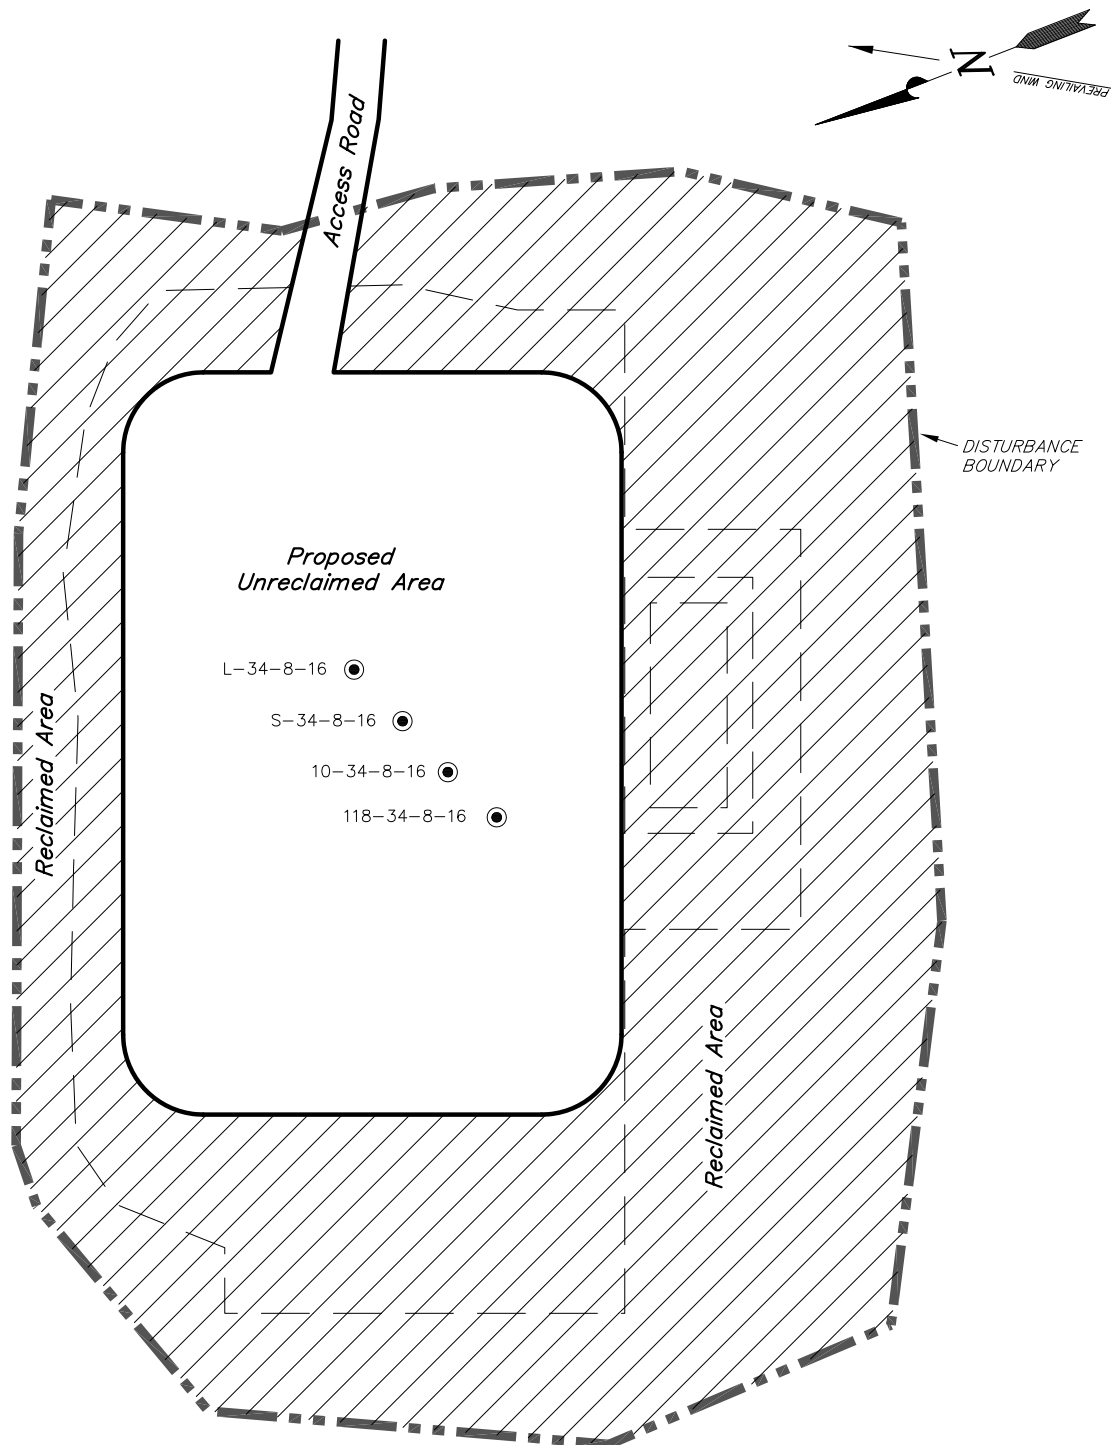 N
PREVAILING WIND
Access Road
DISTURBANCE
BOUNDARY
Proposed
Unreclaimed Area
L-34-8-16
S-34-8-16
10-34-8-16
118-34-8-16
Reclaimed Area
Reclaimed Area